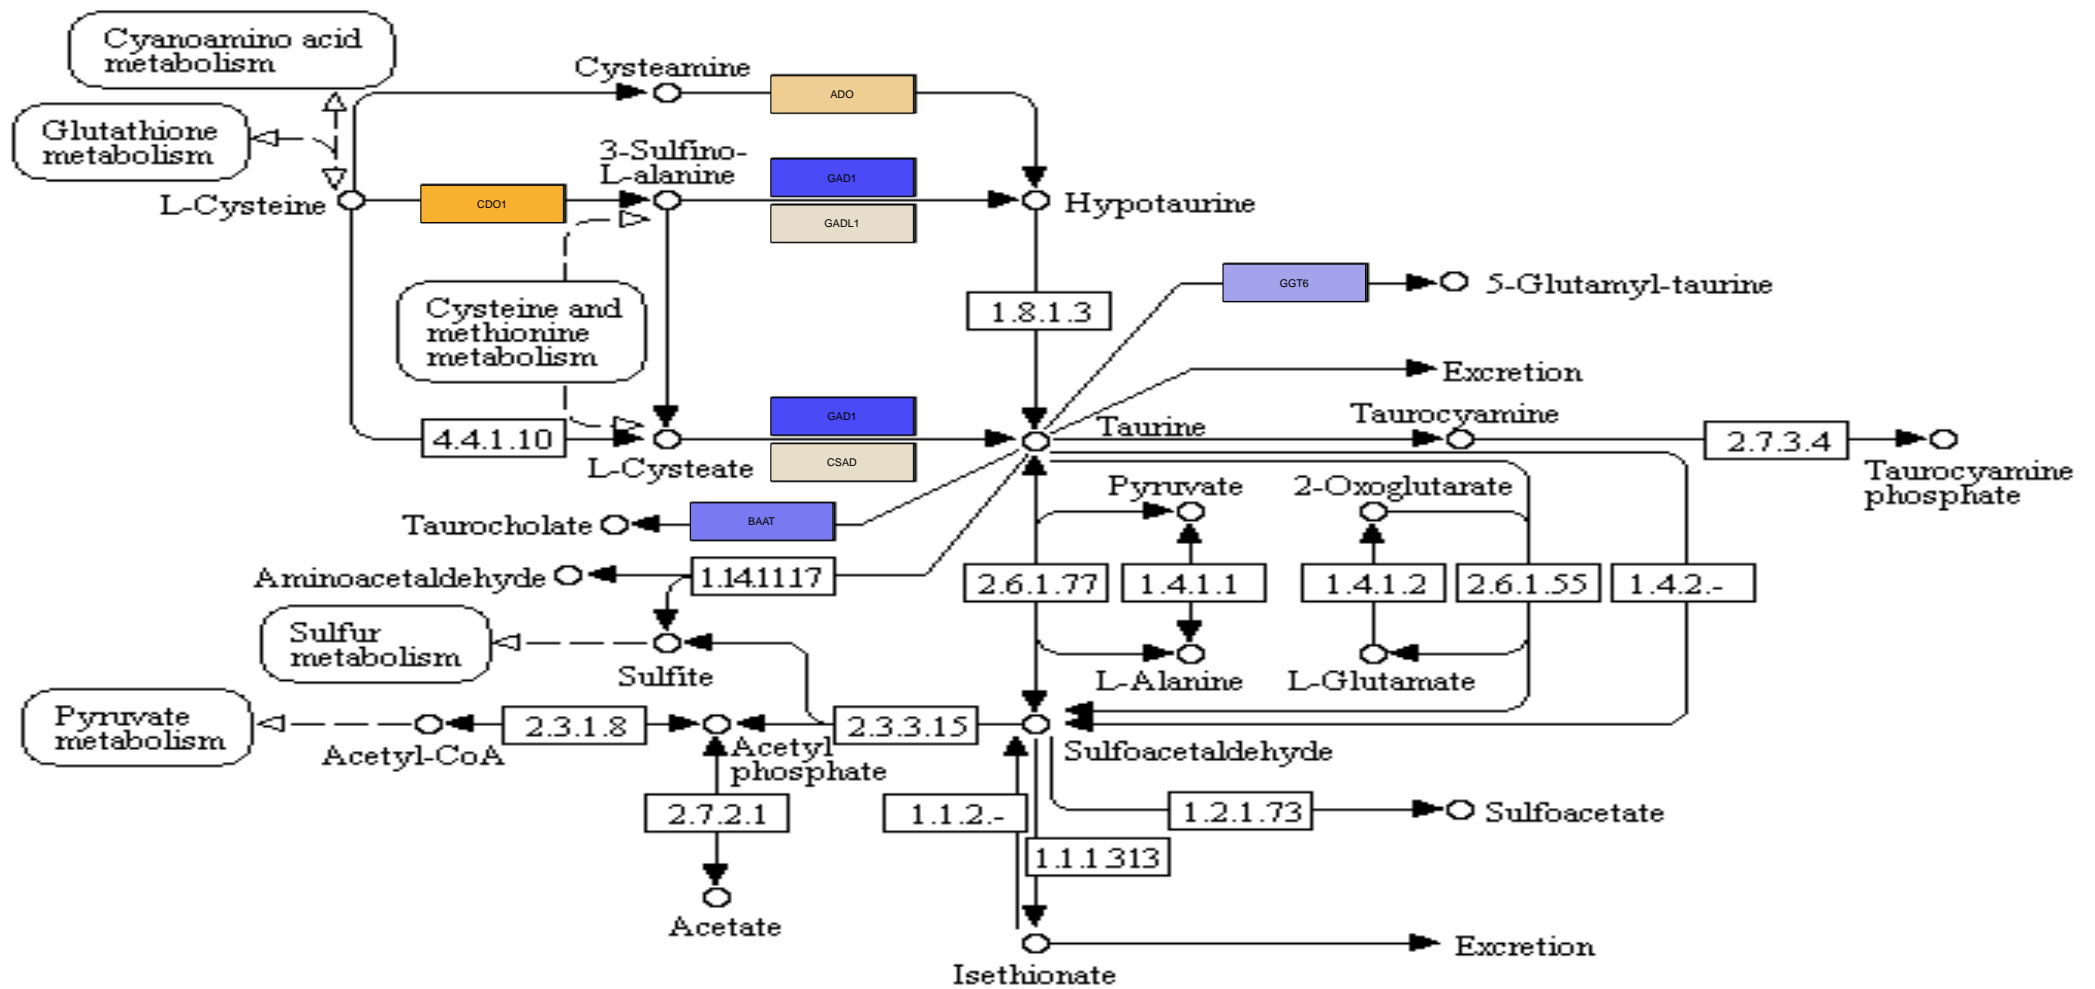 Cyanoamino acid
metabolism
Cysteamine
ADO
Glutathione
metabolism
3-Sulfino-
L-alanine
GAD1
L-Cysteine
CDO1
GADL1
Hypotaurine
GGT6
5-Glutamyl-taurine
Cysteine and
methionine
metabolism
1.8.1.3
Excretion
GAD1
Taurocyamine
4.4.1.10
Taurine
2.7.3.4
L-Cysteate
CSAD
Taurocyamine
phosphate
Pyruvate
2-Oxoglutarate
Taurocholate
BAAT
Aminoacetaldehyde
1.14.11.17
2.6.1.77
1.4.1.1
1.4.1.2
2.6.1.55
1.4.2.-
Sulfur
metabolism
Sulfite
L-Alanine
L-Glutamate
Pyruvate
metabolism
2.3.1.8
2.3.3.15
Acetyl-CoA
Acetyl
phosphate
Sulfoacetaldehyde
2.7.2.1
1.1.2.-
1.2.1.73
Sulfoacetate
1.1.1.313
Acetate
Excretion
Isethionate